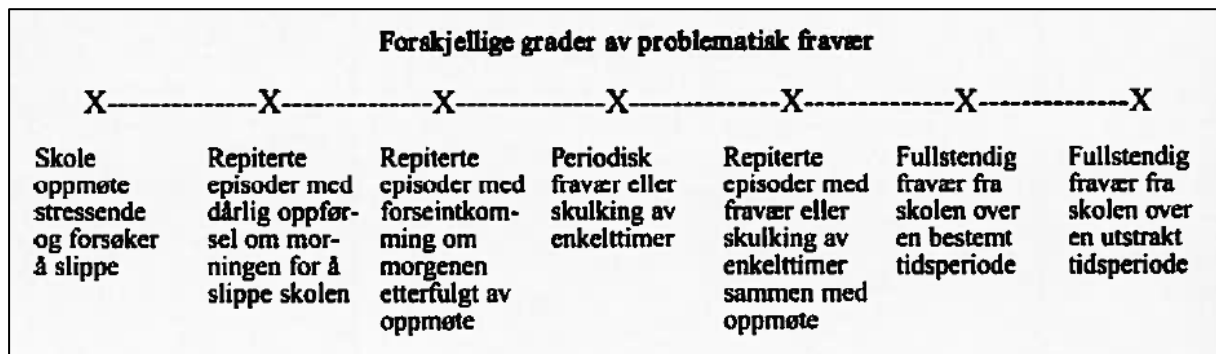 Forskjellige grader av problematisk fravær
X--------------X--------------X--------------X--------------X--------------X--------------X
Skole
oppmøte
stressende
og forsøker
å slippe
Repiterte
episoder med
dårlig oppfør-
sel om mor-
ningen for å
slippe skolen
Repiterte
episoder med
forseintkom-
ming om
morgenen
etterfulgt av
oppmøte
Periodisk
fravær eller
skulking av
enkelttimer
Repiterte
episoder med
fravær eller
skulking av
enkelttimer
sammen med
oppmøte
Fullstendig
fravær fra
skolen over
en bestemt
tidsperiode
Fullstendig
fravær fra
skolen over
en utstrakt
tidsperiode